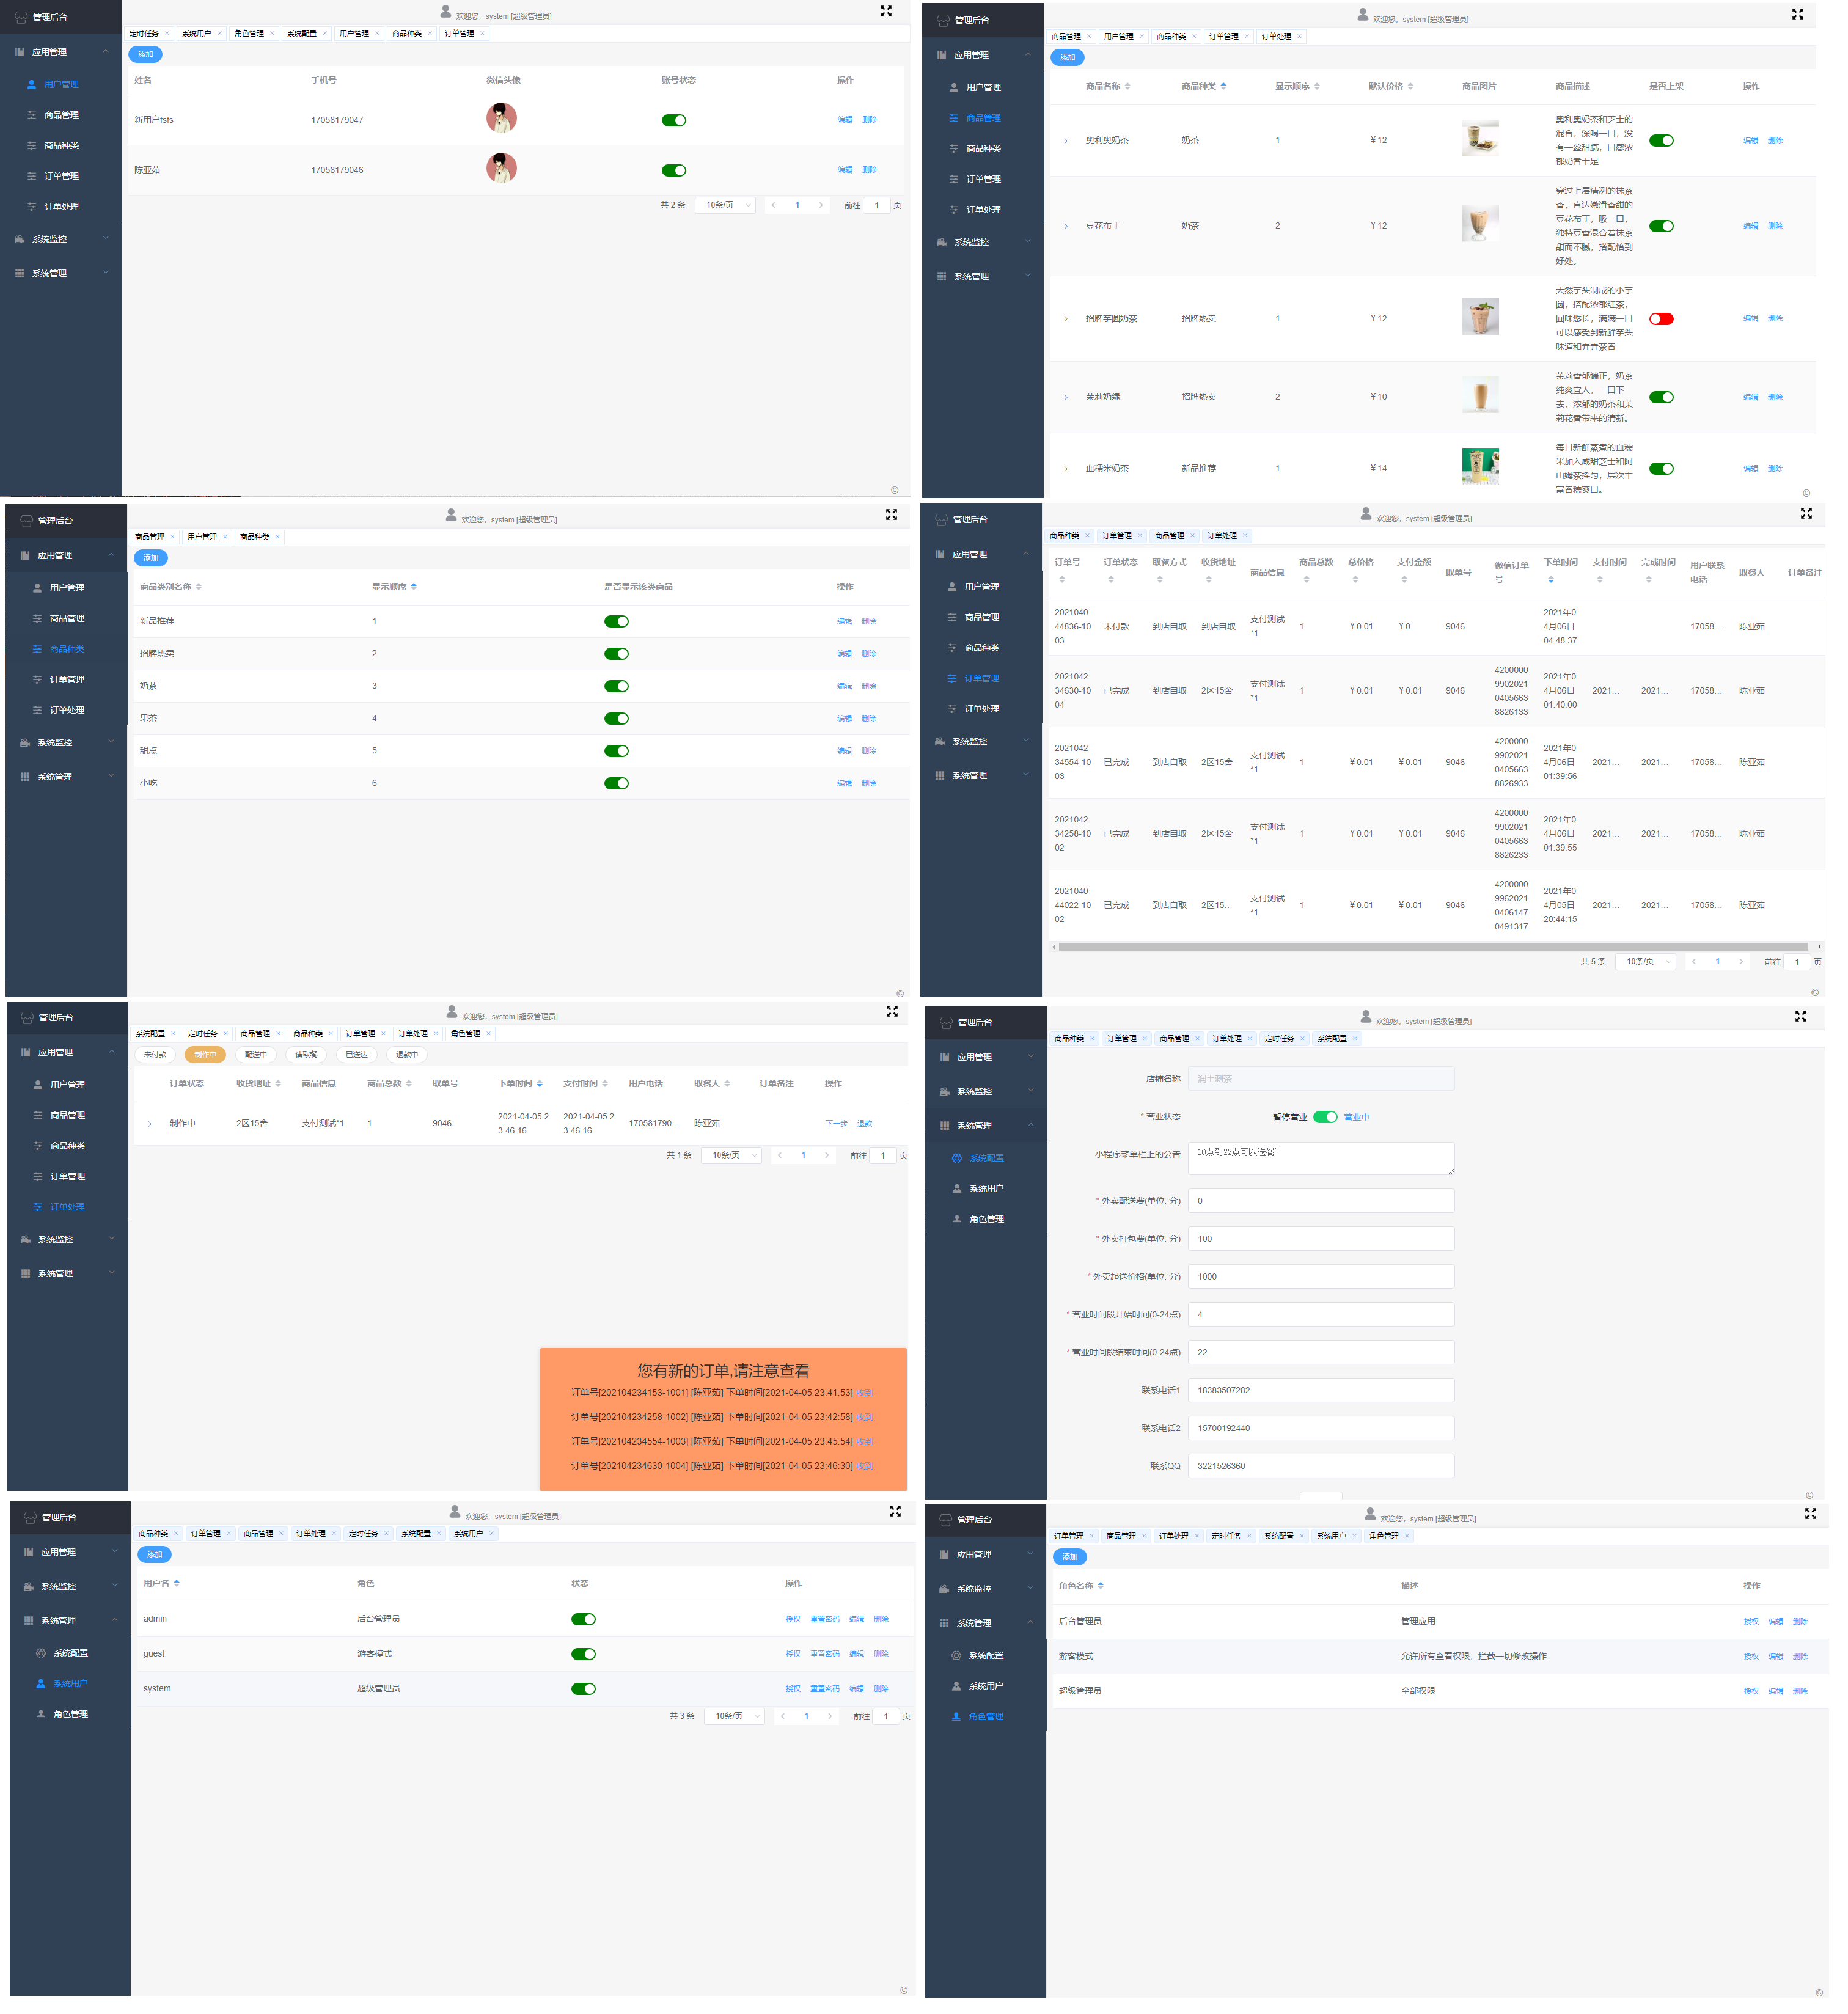 管理后台
欢迎您，system [超级管理员]
应用管理
用户管理
商品管理
商品种类
订单管理
订单处理
系统监控
系统管理
定时任务 × 系统用户 × 角色管理 × 系统配置 × 用户管理 × 商品种类 × 订单管理 ×
添加
姓名 手机号 微信头像 账号状态 操作
新用户fsfs 17058179047 编辑 删除
陈亚茹 17058179046 编辑 删除
共 2 条 10条/页 1 前往 1 页
©
管理后台
欢迎您，system [超级管理员]
应用管理
用户管理
商品管理
商品种类
订单管理
订单处理
系统监控
系统管理
商品管理 × 用户管理 × 商品种类 × 订单管理 × 订单处理 ×
添加
商品名称 商品种类 显示顺序 默认价格 商品图片 商品描述 是否上架 操作
奥利奥奶茶 奶茶 1 ¥ 12 编辑 删除
奥利奥奶茶和芝士的
混合，深喝一口，没
有一丝甜腻，口感浓
郁奶香十足
豆花布丁 奶茶 2 ¥ 12 编辑 删除
穿过上层清冽的抹茶
香，直达嫩滑香甜的
豆花布丁，吸一口，
独特豆香混合着抹茶
甜而不腻，搭配恰到
好处。
招牌芋圆奶茶 招牌热卖 1 ¥ 12 编辑 删除
天然芋头制成的小芋
圆，搭配浓郁红茶，
回味悠长，满满一口
可以感受到新鲜芋头
味道和弄弄茶香
茉莉奶绿 招牌热卖 2 ¥ 10 编辑 删除
茉莉香郁端正，奶茶
纯爽宜人，一口下
去，浓郁的奶茶和茉
莉花香带来的清新。
血糯米奶茶 新品推荐 1 ¥ 14 编辑 删除
每日新鲜蒸煮的血糯
米加入咸甜芝士和阿
山姆茶摇匀，层次丰
富香糯爽口。
©
管理后台
欢迎您，system [超级管理员]
应用管理
用户管理
商品管理
商品种类
订单管理
订单处理
系统监控
系统管理
商品管理 × 用户管理 × 商品种类 ×
添加
商品类别名称 显示顺序 是否显示该类商品 操作
新品推荐 1 编辑 删除
招牌热卖 2 编辑 删除
奶茶 3 编辑 删除
果茶 4 编辑 删除
甜点 5 编辑 删除
小吃 6 编辑 删除
©
管理后台
欢迎您，system [超级管理员]
应用管理
用户管理
商品管理
商品种类
订单管理
订单处理
系统监控
系统管理
商品种类 × 订单管理 × 商品管理 × 订单处理 ×
订单号 订单状态 取餐方式 收货地址 商品信息 商品总数 总价格 支付金额 取单号 微信订单号 下单时间 支付时间 完成时间 用户联系电话 取餐人 订单备注
2021040
44836-10
03
未付款 到店自取 到店自取 支付测试*1 1 ¥ 0.01 ¥ 0 9046
2021年0
4月06日
04:48:37
17058... 陈亚茹
2021042
34630-10
04
已完成 到店自取 2区15舍 支付测试*1 1 ¥ 0.01 ¥ 0.01 9046
4200000
9902021
0405663
8826133
2021年0
4月06日
01:40:00
2021... 2021... 17058... 陈亚茹
2021042
34554-10
03
已完成 到店自取 2区15舍 支付测试*1 1 ¥ 0.01 ¥ 0.01 9046
4200000
9902021
0405663
8826933
2021年0
4月06日
01:39:56
2021... 2021... 17058... 陈亚茹
2021042
34258-10
02
已完成 到店自取 2区15舍 支付测试*1 1 ¥ 0.01 ¥ 0.01 9046
4200000
9902021
0405663
8826233
2021年0
4月06日
01:39:55
2021... 2021... 17058... 陈亚茹
2021040
44022-10
02
已完成 到店自取 2区15... 支付测试*1 1 ¥ 0.01 ¥ 0.01 9046
4200000
9962021
0406147
0491317
2021年0
4月05日
20:44:15
2021... 2021... 17058... 陈亚茹
共 5 条 10条/页 1 前往 1 页
©
管理后台
欢迎您，system [超级管理员]
应用管理
用户管理
商品管理
商品种类
订单管理
订单处理
系统监控
系统管理
系统配置 × 定时任务 × 商品管理 × 商品种类 × 订单管理 × 订单处理 × 角色管理 ×
未付款 制作中 配送中 请取餐 已送达 退款中
订单状态 收货地址 商品信息 商品总数 取单号 下单时间 支付时间 用户电话 取餐人 订单备注 操作
制作中 2区15舍 支付测试*1 1 9046 2021-04-05 23:46:16 2021-04-05 23:46:16 170581790... 陈亚茹 下一步 退款
共 1 条 10条/页 1 前往 1 页
您有新的订单,请注意查看
订单号[202104234153-1001] [陈亚茹] 下单时间[2021-04-05 23:41:53] 收到
订单号[202104234258-1002] [陈亚茹] 下单时间[2021-04-05 23:42:58] 收到
订单号[202104234554-1003] [陈亚茹] 下单时间[2021-04-05 23:45:54] 收到
订单号[202104234630-1004] [陈亚茹] 下单时间[2021-04-05 23:46:30] 收到
管理后台
欢迎您，system [超级管理员]
应用管理
系统监控
系统管理
系统配置
系统用户
角色管理
商品种类 × 订单管理 × 商品管理 × 订单处理 × 定时任务 × 系统配置 ×
店铺名称
* 营业状态 暂停营业 营业中
小程序菜单栏上的公告 10点到22点可以送餐~
* 外卖配送费(单位: 分) 0
* 外卖打包费(单位: 分) 100
* 外卖起送价格(单位: 分) 1000
* 营业时间段开始时间(0-24点) 4
* 营业时间段结束时间(0-24点) 22
联系电话1 18383507282
联系电话2 15700192440
联系QQ 3221526360
©
管理后台
欢迎您，system [超级管理员]
应用管理
系统监控
系统管理
系统配置
系统用户
角色管理
商品种类 × 订单管理 × 商品管理 × 订单处理 × 定时任务 × 系统配置 × 系统用户 ×
添加
用户名 角色 状态 操作
admin 后台管理员 授权 重置密码 编辑 删除
guest 游客模式 授权 重置密码 编辑 删除
system 超级管理员 授权 重置密码 编辑 删除
共 3 条 10条/页 1 前往 1 页
©
管理后台
欢迎您，system [超级管理员]
应用管理
系统监控
系统管理
系统配置
系统用户
角色管理
订单管理 × 商品管理 × 订单处理 × 定时任务 × 系统配置 × 系统用户 × 角色管理 ×
添加
角色名称 描述 操作
后台管理员 管理应用 授权 编辑 删除
游客模式 允许所有查看权限，拦截一切修改操作 授权 编辑 删除
超级管理员 全部权限 授权 编辑 删除
©